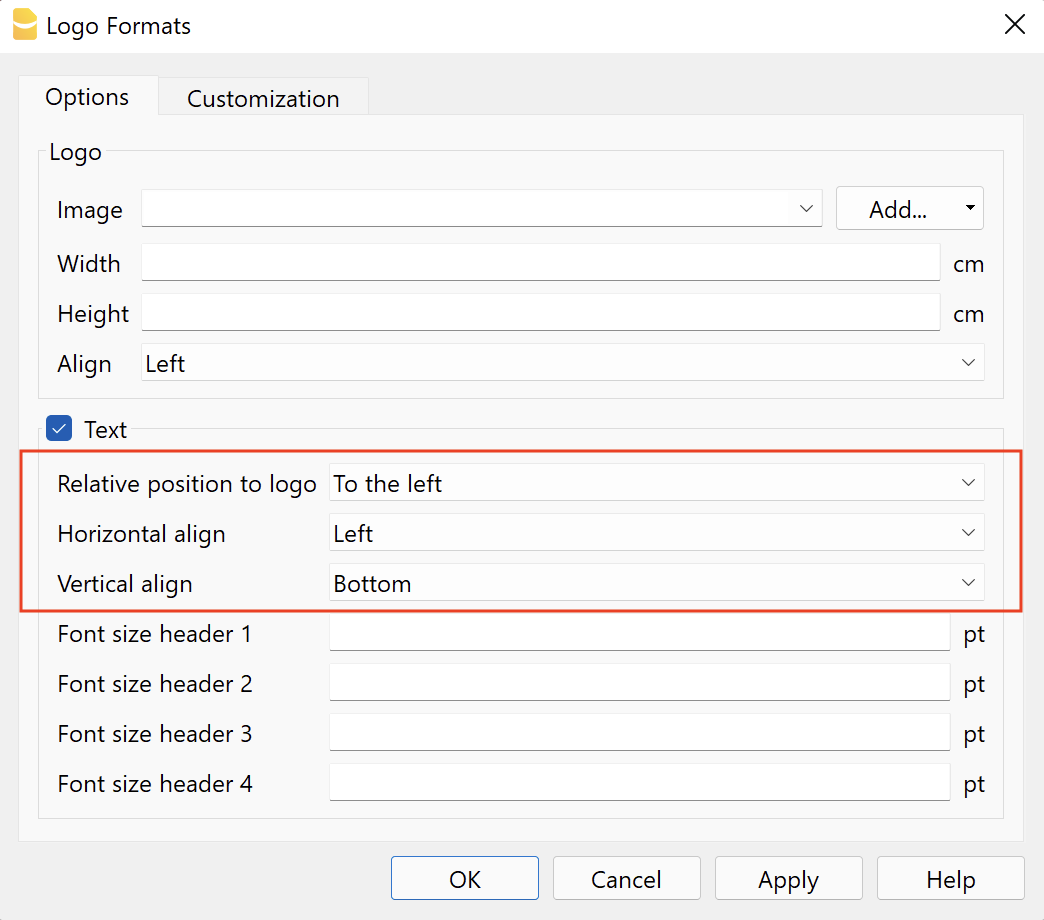 Logo Formats
Options
Customization
Logo
Image
Add...
Width
cm
Height
cm
Align
Left
Text
Relative position to logo
To the left
Horizontal align
Left
Vertical align
Bottom
Font size header 1
pt
Font size header 2
pt
Font size header 3
pt
Font size header 4
pt
OK
Cancel
Apply
Help